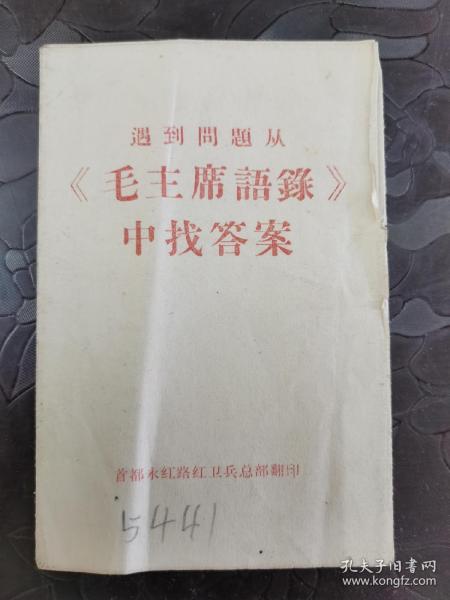 遇到問題从
《毛主席語錄》
中找答案
首都永红路红卫兵总部翻印
5441
孔夫子旧书网
www.kongfz.com